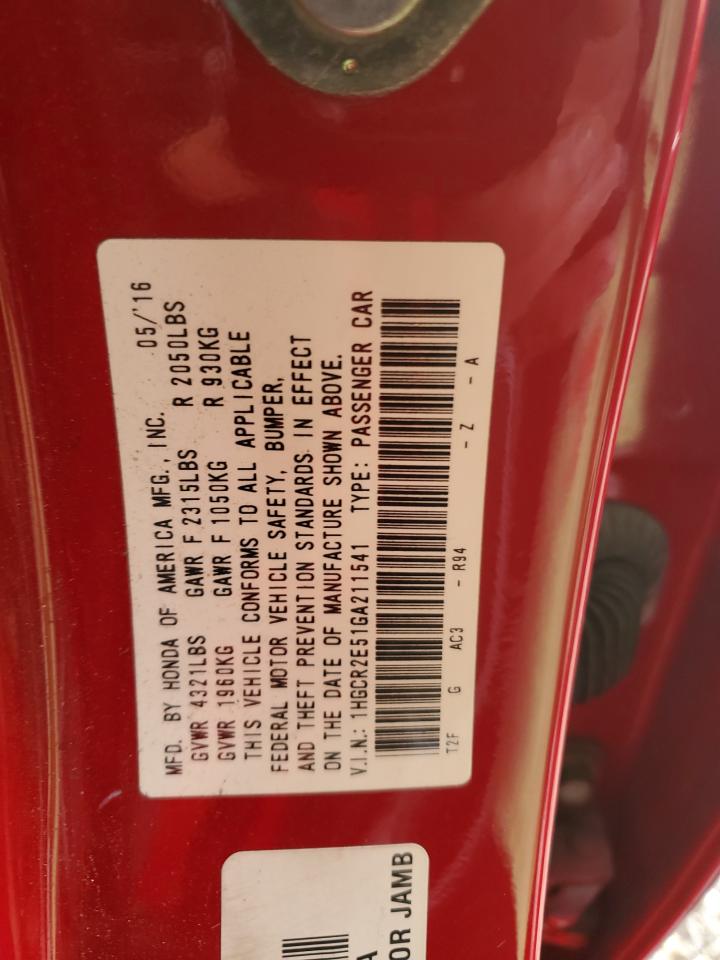 MFD. BY HONDA OF AMERICA MFG., INC. 05/'16
GVWR 4321LBS GAWR F 2315LBS R 2050LBS
GVWR 1960KG GAWR F 1050KG R 930KG
THIS VEHICLE CONFORMS TO ALL APPLICABLE
FEDERAL MOTOR VEHICLE SAFETY, BUMPER,
AND THEFT PREVENTION STANDARDS IN EFFECT
ON THE DATE OF MANUFACTURE SHOWN ABOVE.
V.I.N.: 1HGCR2E51GA211541 TYPE: PASSENGER CAR
T2F G AC3 - R94 - Z - A
A
OR JAMB